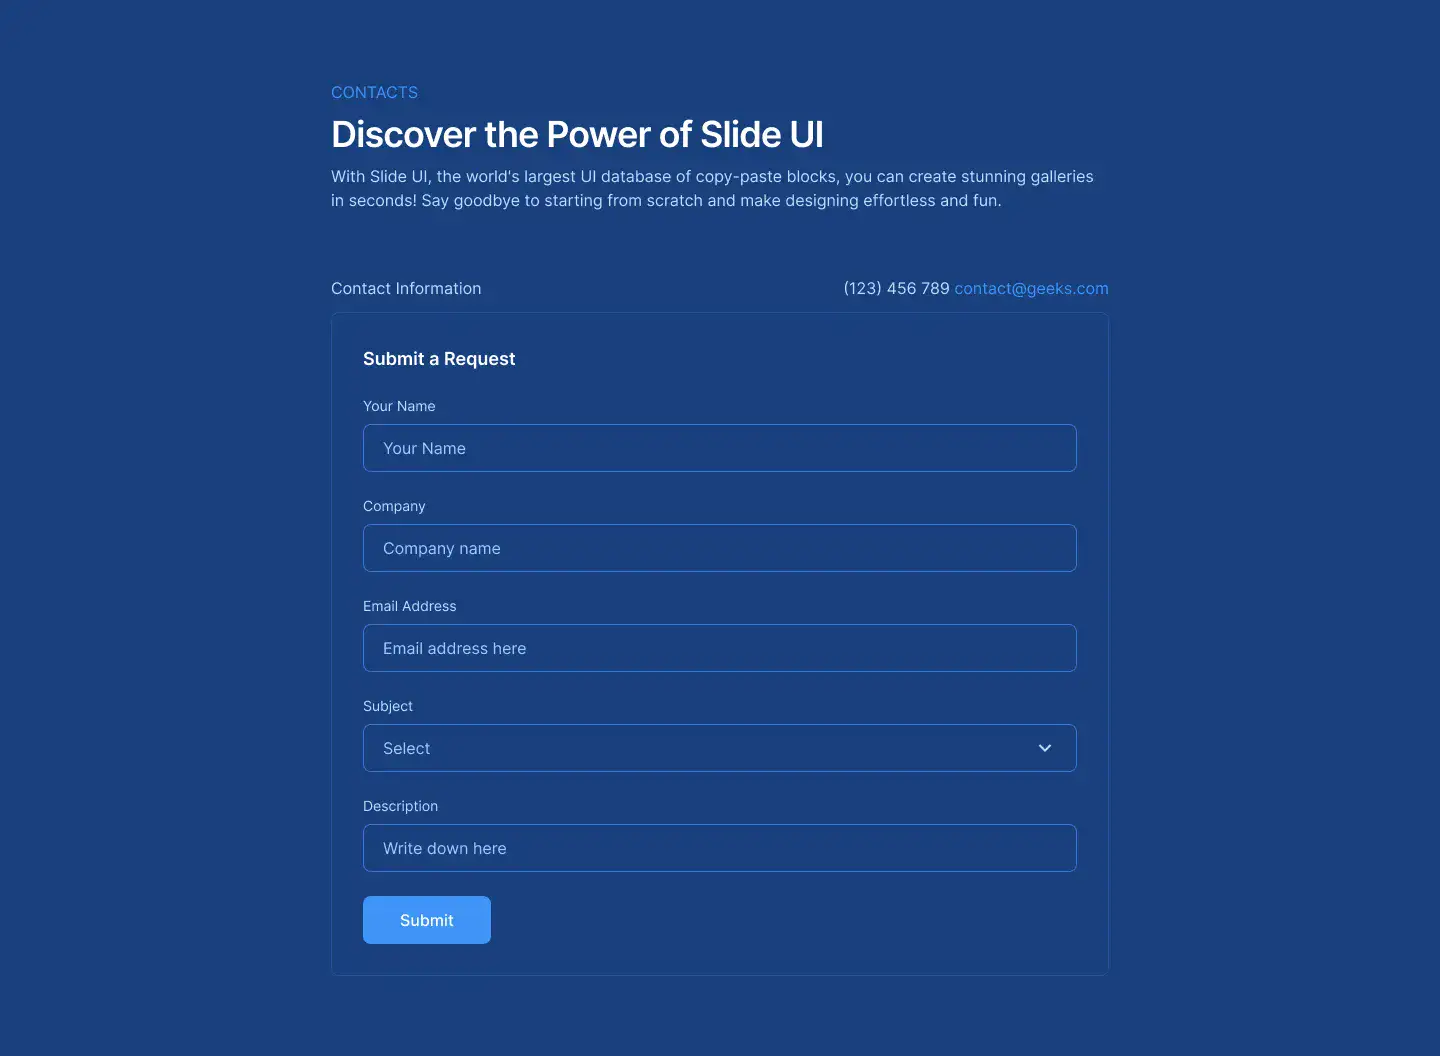 CONTACTS
Discover the Power of Slide UI
With Slide UI, the world's largest UI database of copy-paste blocks, you can create stunning galleries
in seconds! Say goodbye to starting from scratch and make designing effortless and fun.
Contact Information
(123) 456 789 contact@geeks.com
Submit a Request
Your Name
Your Name
Company
Company name
Email Address
Email address here
Subject
Select
Description
Write down here
Submit